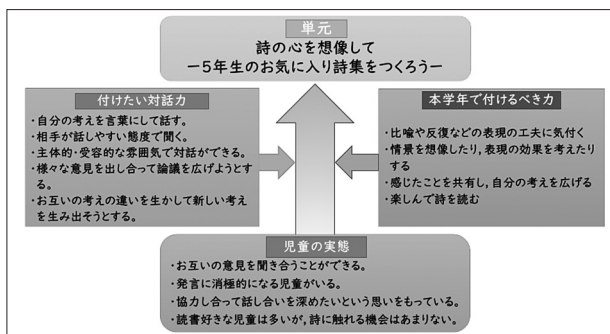 単元
詩の心を想像して
ー5年生のお気に入り詩集をつくろうー
付けたい対話力
・自分の考えを言葉にして話す。
・相手が話しやすい態度で聞く。
・主体的・受容的な雰囲気で対話ができる。
・様々な意見を出し合って論議を広げようとす
る。
・お互いの考えの違いを生かして新しい考え
を生み出そうとする。
本学年で付けるべき力
・比喩や反復などの表現の工夫に気付く
・情景を想像したり,表現の効果を考えたり
する
・感じたことを共有し,自分の考えを広げる
・楽しんで詩を読む
児童の実態
・お互いの意見を聞き合うことができる。
・発言に消極的になる児童がいる。
・協力し合って話し合いを深めたいという思いをもっている。
・読書好きな児童は多いが,詩に触れる機会はあまりない。